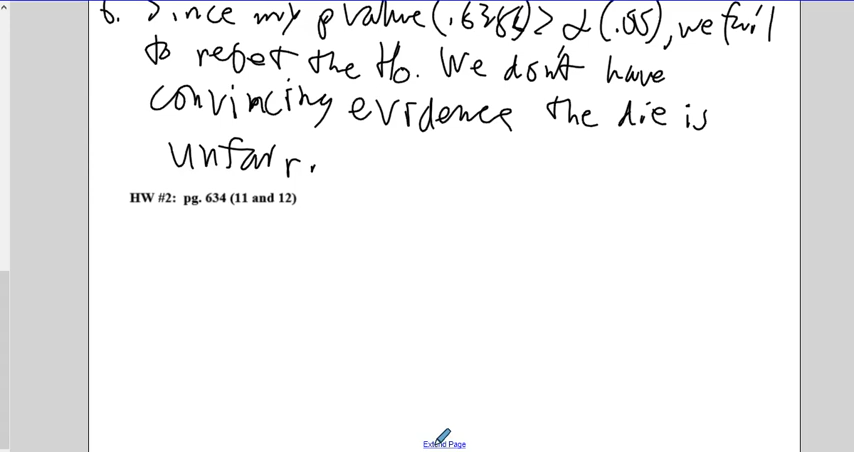 6. Since my p value (.6384) > α (.05), we fail
to reject the Ho. We don't have
convincing evidence the die is
unfair.
HW #2: pg. 634 (11 and 12)
Extend Page